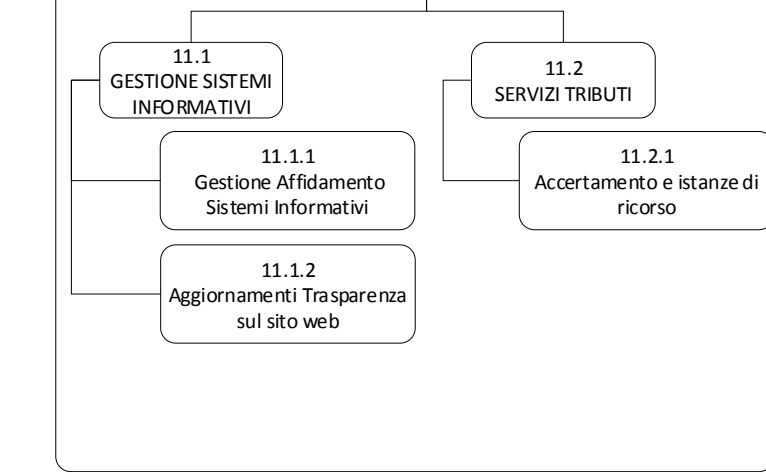 11.1
GESTIONE SISTEMI
INFORMATIVI
11.1.1
Gestione Affidamento
Sistemi Informativi
11.1.2
Aggiornamenti Trasparenza
sul sito web
11.2
SERVIZI TRIBUTI
11.2.1
Accertamento e istanze di
ricorso